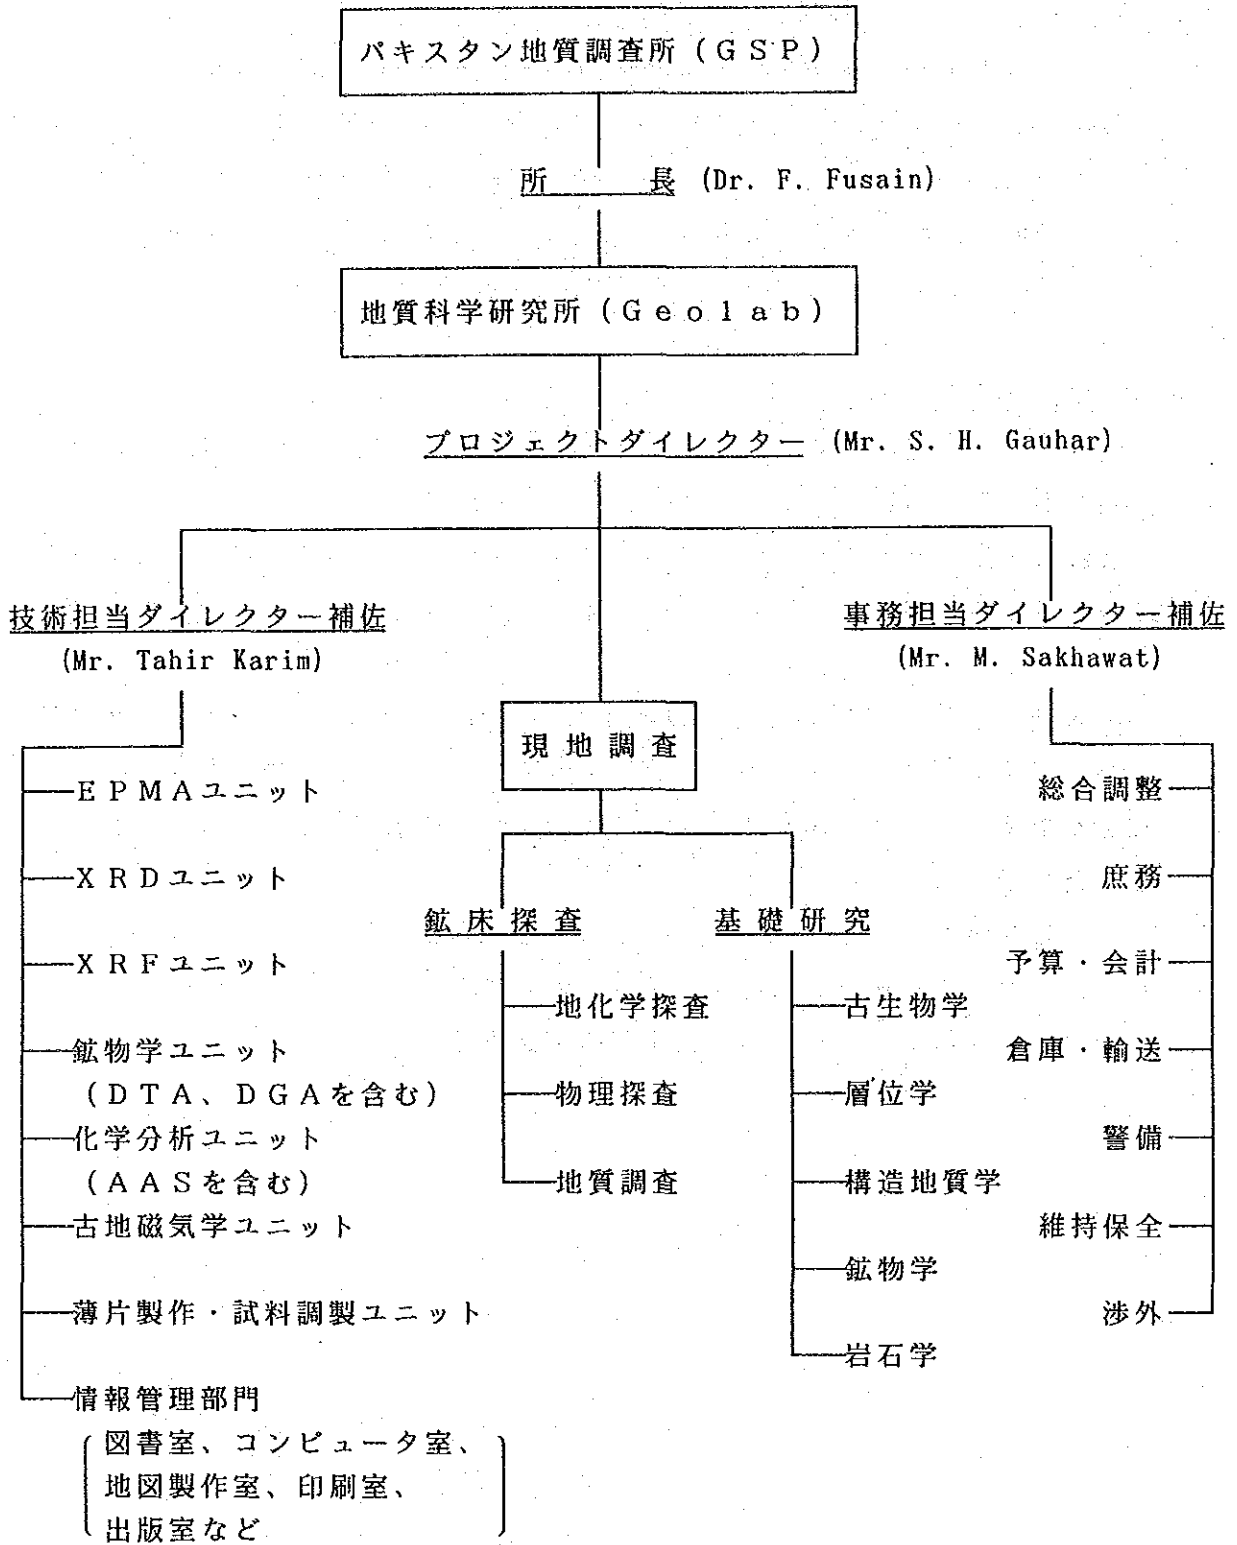 パキスタン地質調査所（GSP）
所　　長 (Dr. F. Fusain)
地質科学研究所（Geolab）
プロジェクトダイレクター (Mr. S. H. Gauhar)
技術担当ダイレクター補佐
(Mr. Tahir Karim)
EPMAユニット
XRDユニット
XRFユニット
鉱物学ユニット
（DTA、DGAを含む）
化学分析ユニット
（AASを含む）
古地磁気学ユニット
薄片製作・試料調製ユニット
情報管理部門
図書室、コンピュータ室、
地図製作室、印刷室、
出版室など
現地調査
鉱床探査
地化学探査
物理探査
地質調査
基礎研究
古生物学
層位学
構造地質学
鉱物学
岩石学
事務担当ダイレクター補佐
(Mr. M. Sakhawat)
総合調整
庶務
予算・会計
倉庫・輸送
警備
維持保全
渉外